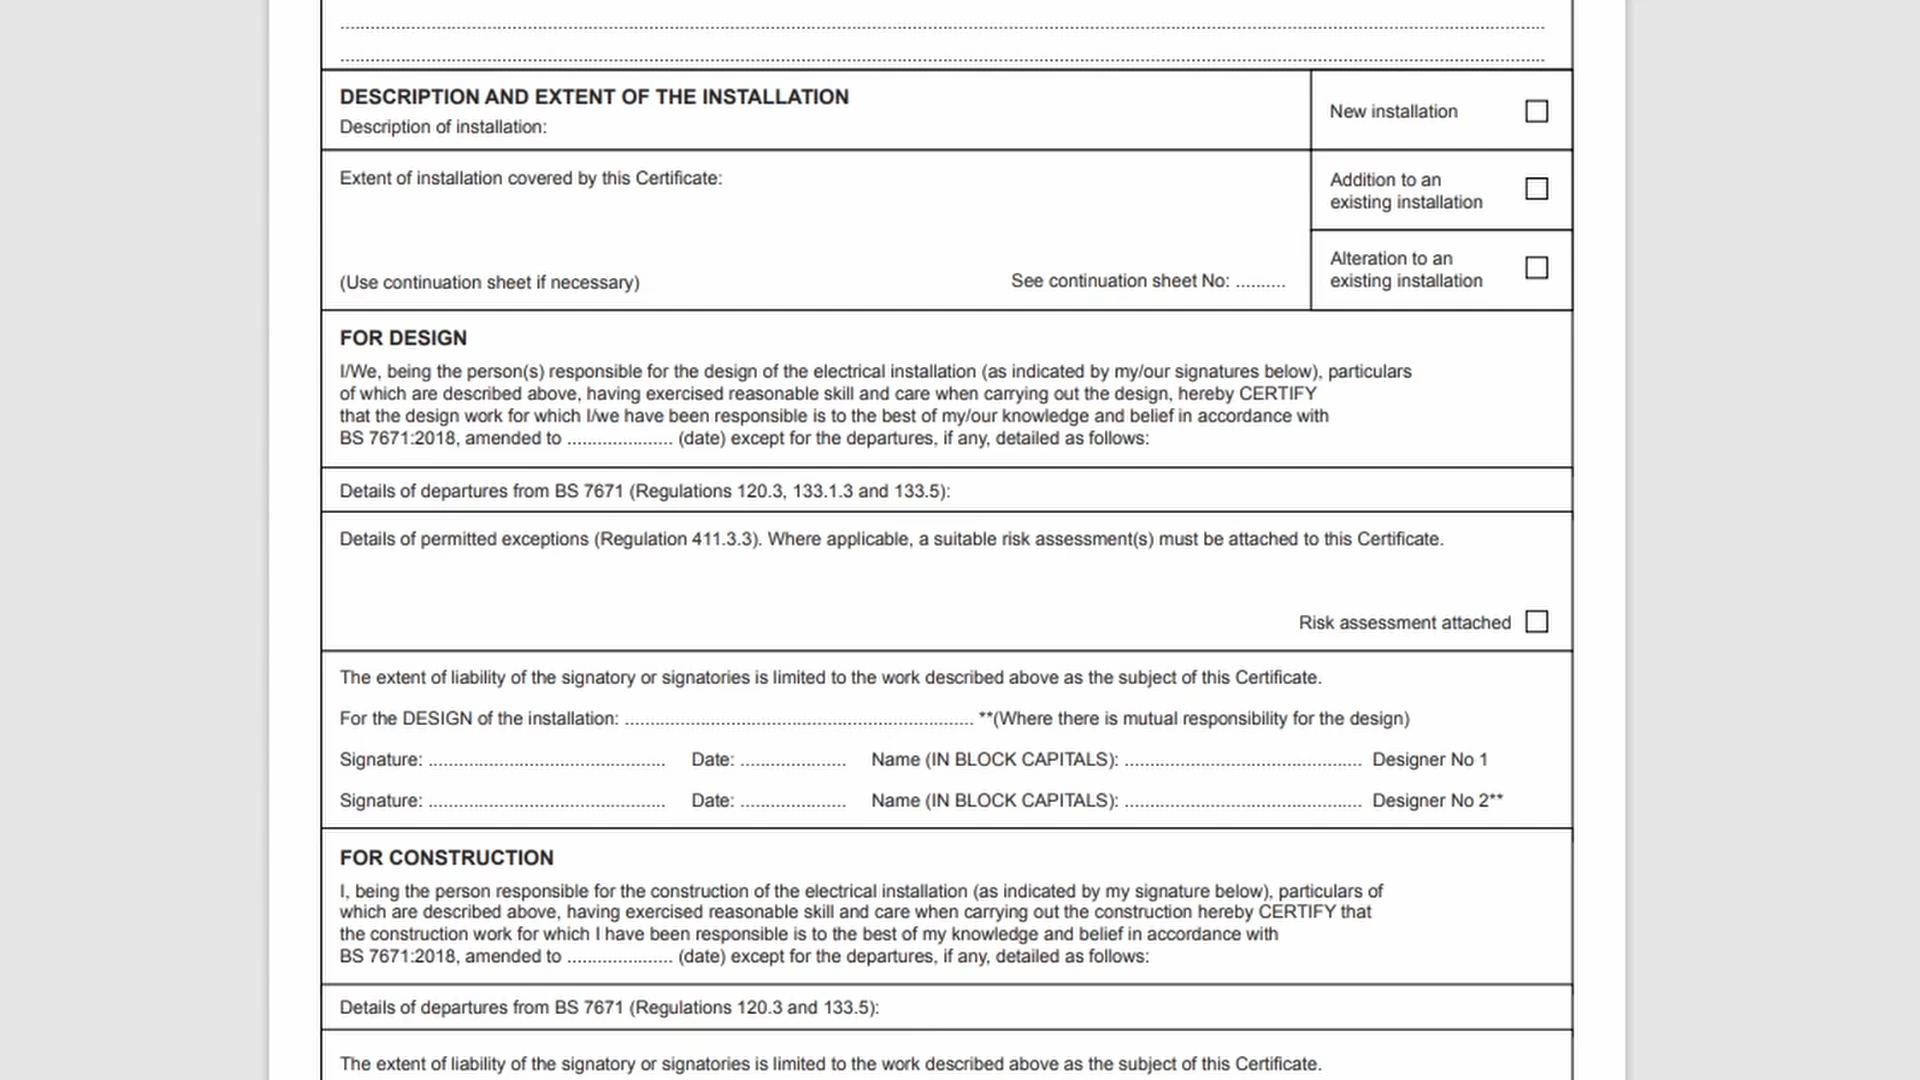 DESCRIPTION AND EXTENT OF THE INSTALLATION
Description of installation:
New installation
Extent of installation covered by this Certificate:
Addition to an
existing installation
(Use continuation sheet if necessary)
See continuation sheet No: ..........
Alteration to an
existing installation
FOR DESIGN
I/We, being the person(s) responsible for the design of the electrical installation (as indicated by my/our signatures below), particulars
of which are described above, having exercised reasonable skill and care when carrying out the design, hereby CERTIFY
that the design work for which I/we have been responsible is to the best of my/our knowledge and belief in accordance with
BS 7671:2018, amended to ..................... (date) except for the departures, if any, detailed as follows:
Details of departures from BS 7671 (Regulations 120.3, 133.1.3 and 133.5):
Details of permitted exceptions (Regulation 411.3.3). Where applicable, a suitable risk assessment(s) must be attached to this Certificate.
Risk assessment attached
The extent of liability of the signatory or signatories is limited to the work described above as the subject of this Certificate.
For the DESIGN of the installation: ...................................................................... **(Where there is mutual responsibility for the design)
Signature: ............................................... Date: ..................... Name (IN BLOCK CAPITALS): ............................................... Designer No 1
Signature: ............................................... Date: ..................... Name (IN BLOCK CAPITALS): ............................................... Designer No 2**
FOR CONSTRUCTION
I, being the person responsible for the construction of the electrical installation (as indicated by my signature below), particulars of
which are described above, having exercised reasonable skill and care when carrying out the construction hereby CERTIFY that
the construction work for which I have been responsible is to the best of my knowledge and belief in accordance with
BS 7671:2018, amended to ..................... (date) except for the departures, if any, detailed as follows:
Details of departures from BS 7671 (Regulations 120.3 and 133.5):
The extent of liability of the signatory or signatories is limited to the work described above as the subject of this Certificate.